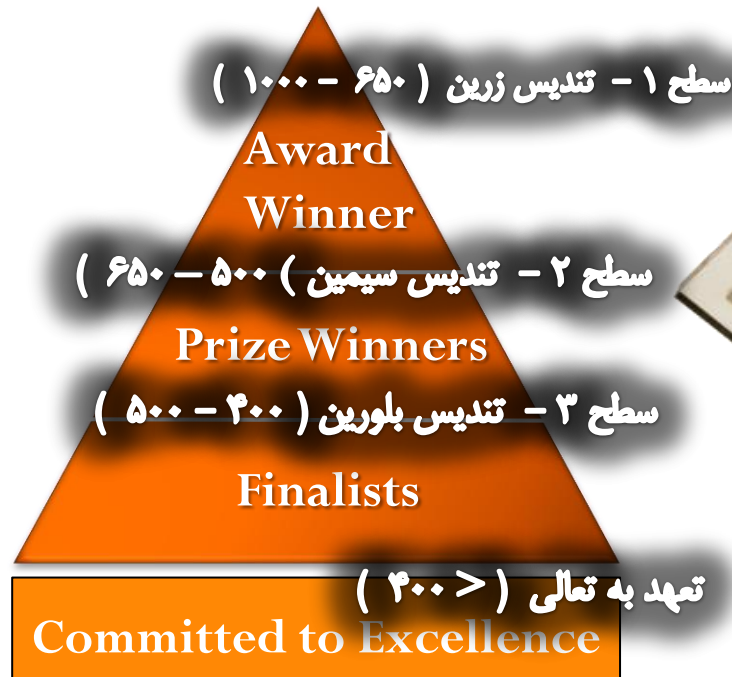 سطح ۱ – تندیس زرین ( ۶۵۰ – ۱۰۰۰ )
Award
Winner
سطح ۲ – تندیس سیمین ) ۵۰۰ – ۶۵۰ )
Prize Winners
سطح ۳ – تندیس بلورین ( ۴۰۰ – ۵۰۰ )
Finalists
تعهد به تعالی ( < ۴۰۰ )
Committed to Excellence